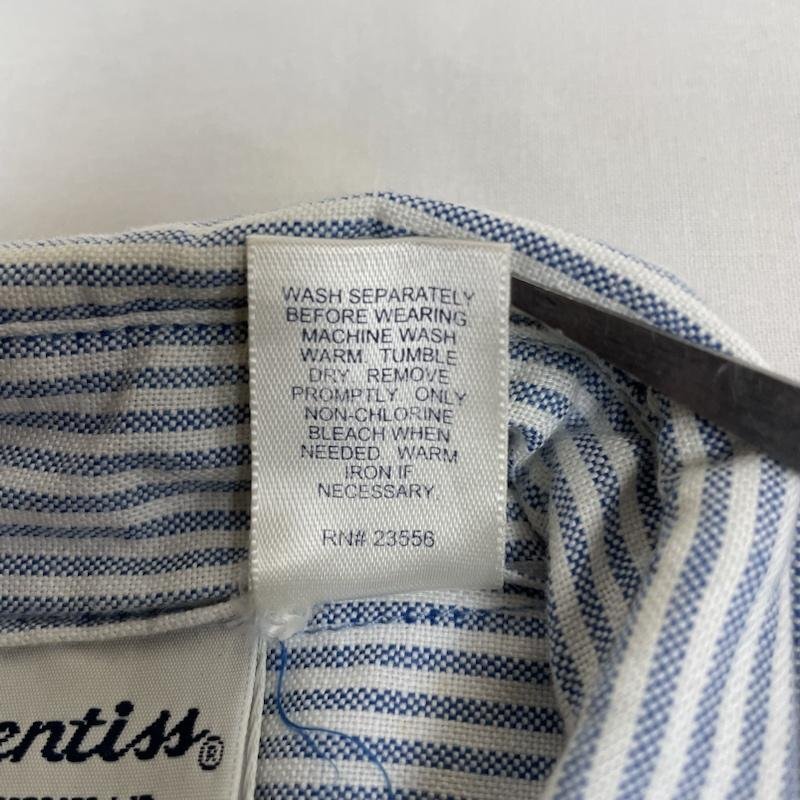 WASH SEPARATELY
BEFORE WEARING
MACHINE WASH
WARM. TUMBLE
DRY. REMOVE
PROMPTLY. ONLY
NON-CHLORINE
BLEACH WHEN
NEEDED. WARM
IRON IF
NECESSARY
RN# 23556
entiss®